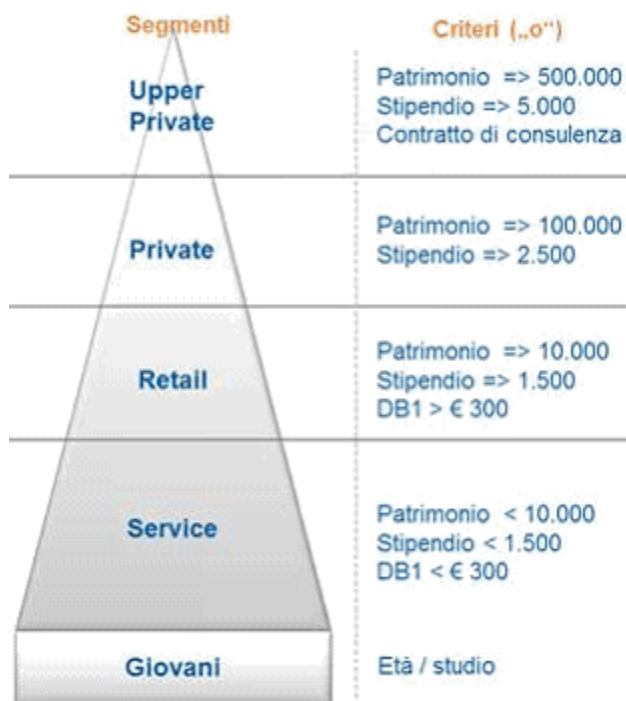 Segmenti
Criteri („o“)
Upper
Private
Patrimonio => 500.000
Stipendio => 5.000
Contratto di consulenza
Private
Patrimonio => 100.000
Stipendio => 2.500
Retail
Patrimonio => 10.000
Stipendio => 1.500
DB1 > € 300
Service
Patrimonio < 10.000
Stipendio < 1.500
DB1 < € 300
Giovani
Età / studio